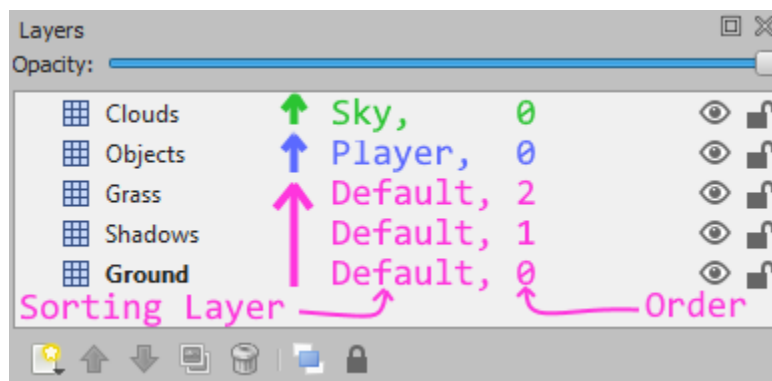 Layers
Opacity:
Clouds Sky, 0
Objects Player, 0
Grass Default, 2
Shadows Default, 1
Ground Default, 0
Sorting Layer Order